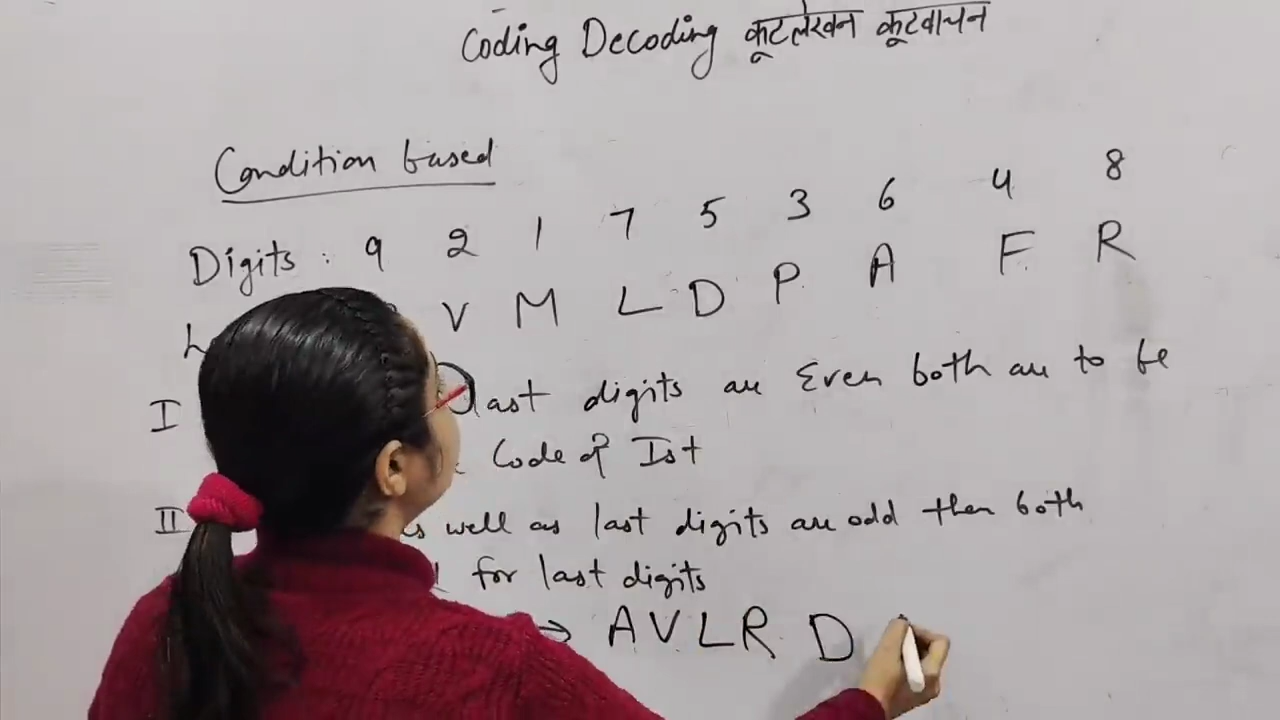 Coding Decoding कूटलेखन कूटवाचन
Condition based
Digits : 9 2 1 7 5 3 6 4 8
V M L D P A F R
I last digits are Even both are to be
Code of Ist
II well as last digits are odd then both
for last digits
→ A V L R D